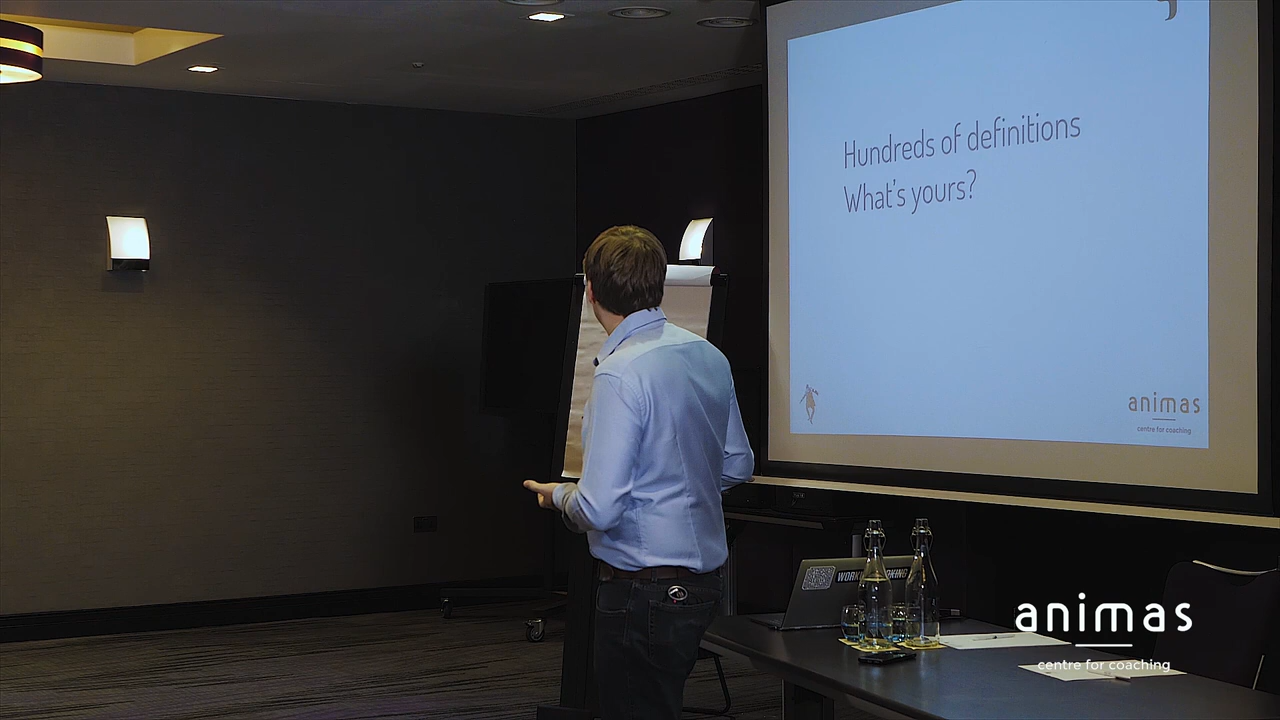 Hundreds of definitions
What's yours?
animas
centre for coaching
animas
centre for coaching